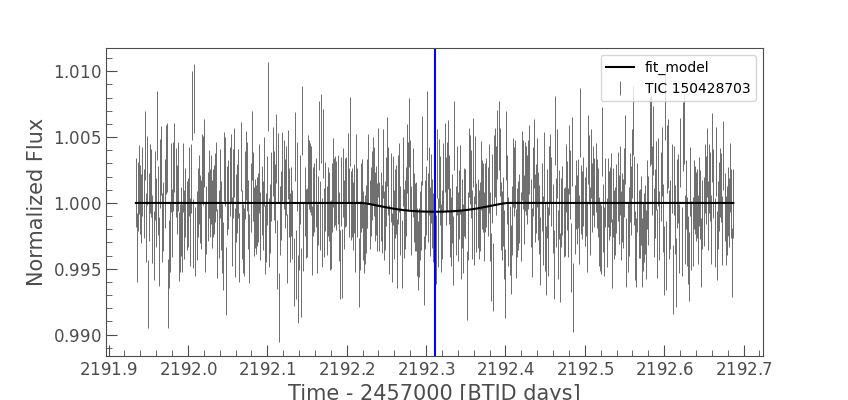 fit_model
TIC 150428703
1.010
1.005
1.000
0.995
0.990
Normalized Flux
2191.9 2192.0 2192.1 2192.2 2192.3 2192.4 2192.5 2192.6 2192.7
Time - 2457000 [BTJD days]